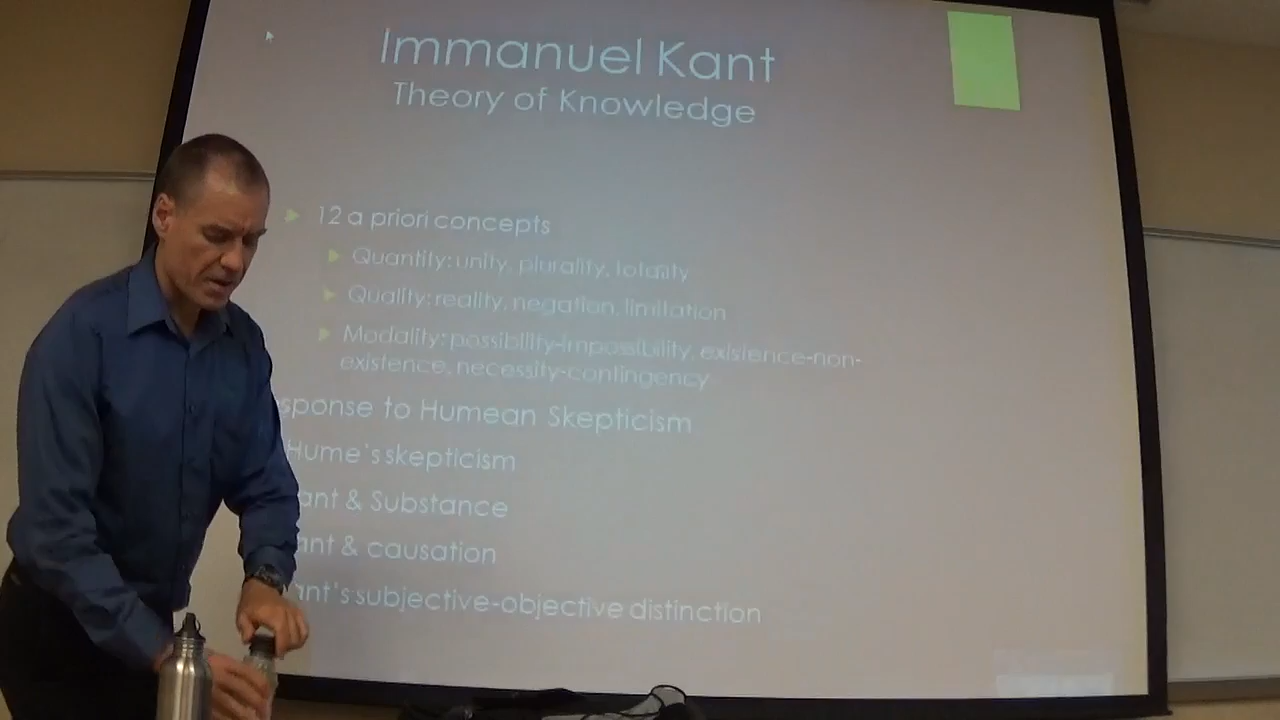 Immanuel Kant
Theory of Knowledge
12 a priori concepts
Quantity: unity, plurality, totality
Quality: reality, negation, limitation
Modality: possibility-impossibility, existence-non-
existence, necessity-contingency
sponse to Humean Skepticism
Hume's skepticism
ant & Substance
ant & causation
ant's subjective-objective distinction